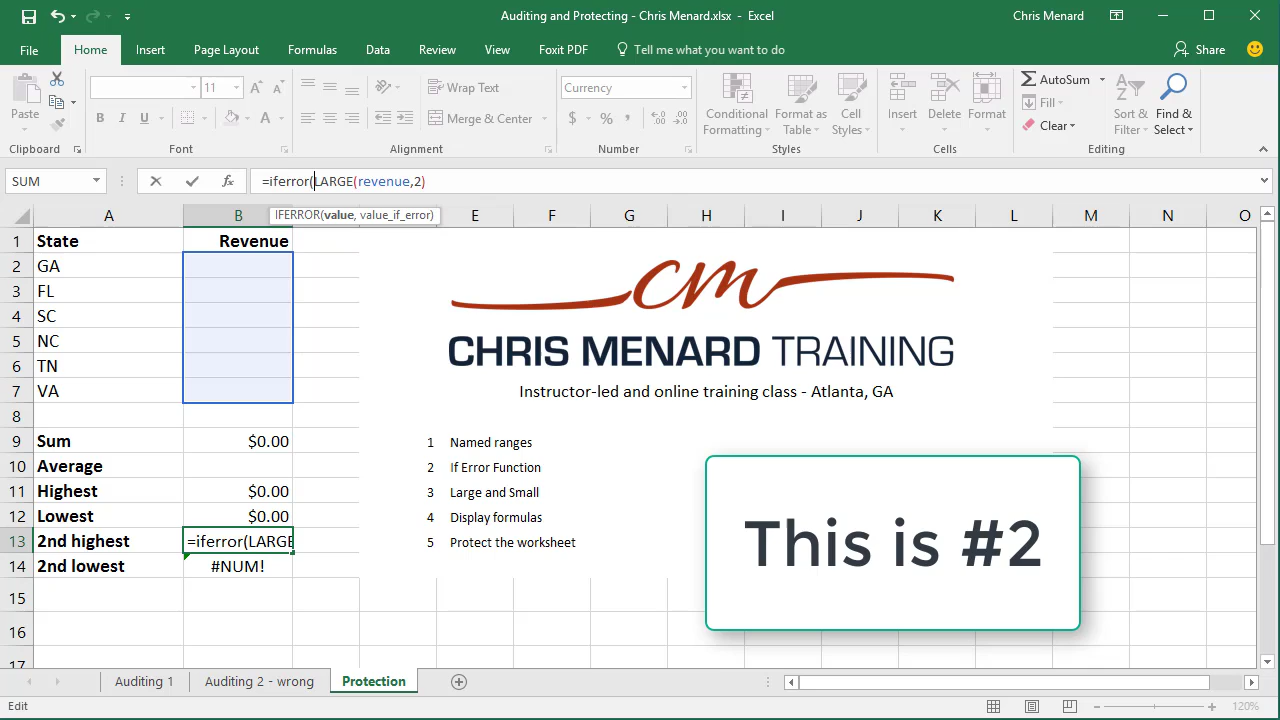 Auditing and Protecting - Chris Menard.xlsx - Excel
Chris Menard
File Home Insert Page Layout Formulas Data Review View Foxit PDF Tell me what you want to do Share
Paste
Clipboard
11
B I U
Font
Wrap Text
Merge & Center
Alignment
Currency
$ % ,
Number
Conditional Formatting
Format as Table
Cell Styles
Styles
Insert Delete Format
Cells
AutoSum
Fill
Clear
Sort & Filter
Find & Select
Editing
SUM
fx
=iferror(LARGE(revenue,2)
IFERROR(value, value_if_error)
A B E F G H I J K L M N O
1 State Revenue
2 GA
3 FL
4 SC
5 NC
6 TN
7 VA
8
9 Sum $0.00
10 Average
11 Highest $0.00
12 Lowest $0.00
13 2nd highest =iferror(LARGE
14 2nd lowest #NUM!
15
16
17
cm
CHRIS MENARD TRAINING
Instructor-led and online training class - Atlanta, GA
1 Named ranges
2 If Error Function
3 Large and Small
4 Display formulas
5 Protect the worksheet
This is #2
Auditing 1 Auditing 2 - wrong Protection
Edit
120%